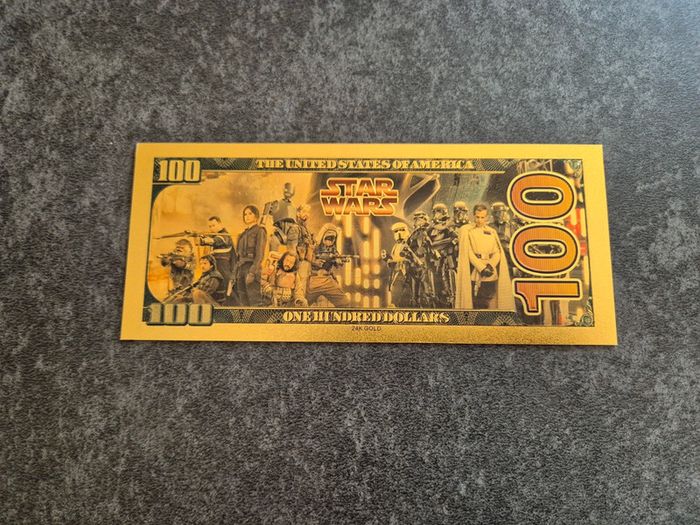 100
THE UNITED STATES OF AMERICA
STAR
WARS
100
100
ONE HUNDRED DOLLARS
24K GOLD